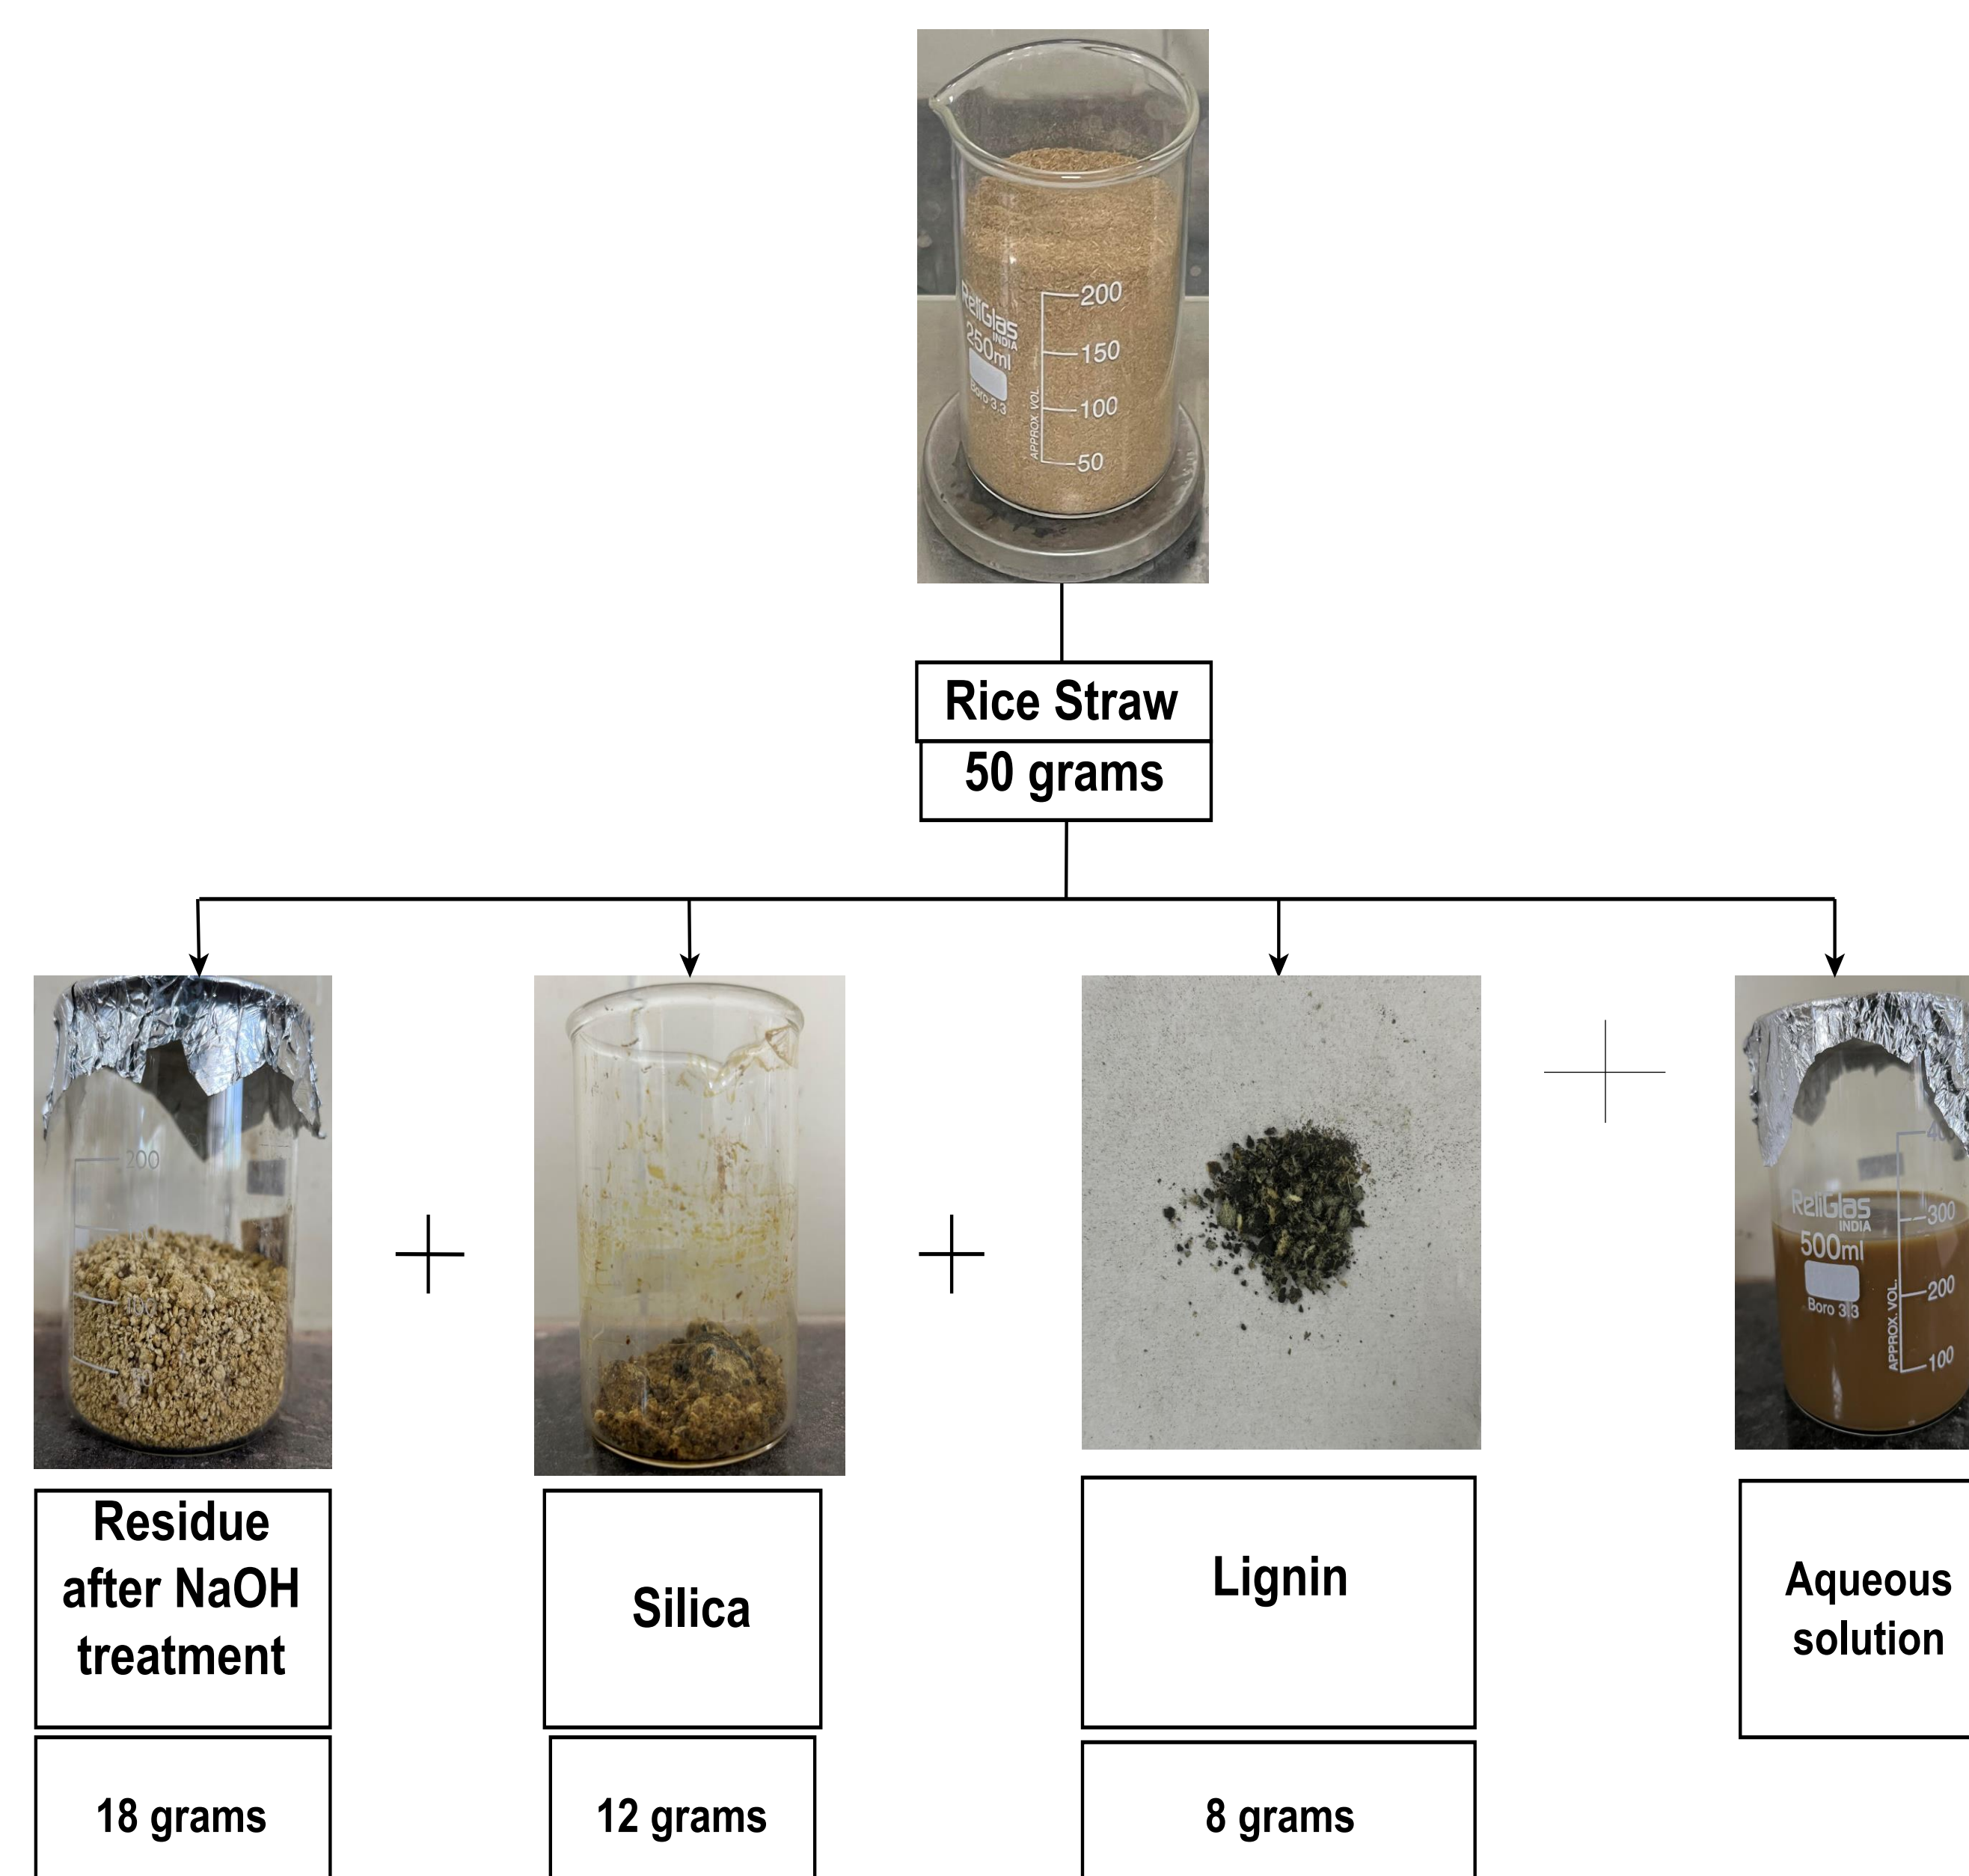 ReliGlas
INDIA
250ml
Boro 3.3
APPROX. VOL.
200
150
100
50
Rice Straw
50 grams
200
ReliGlas
INDIA
500ml
Boro 3.3
APPROX. VOL.
300
200
100
Residue
after NaOH
treatment
Silica
Lignin
Aqueous
solution
18 grams
12 grams
8 grams